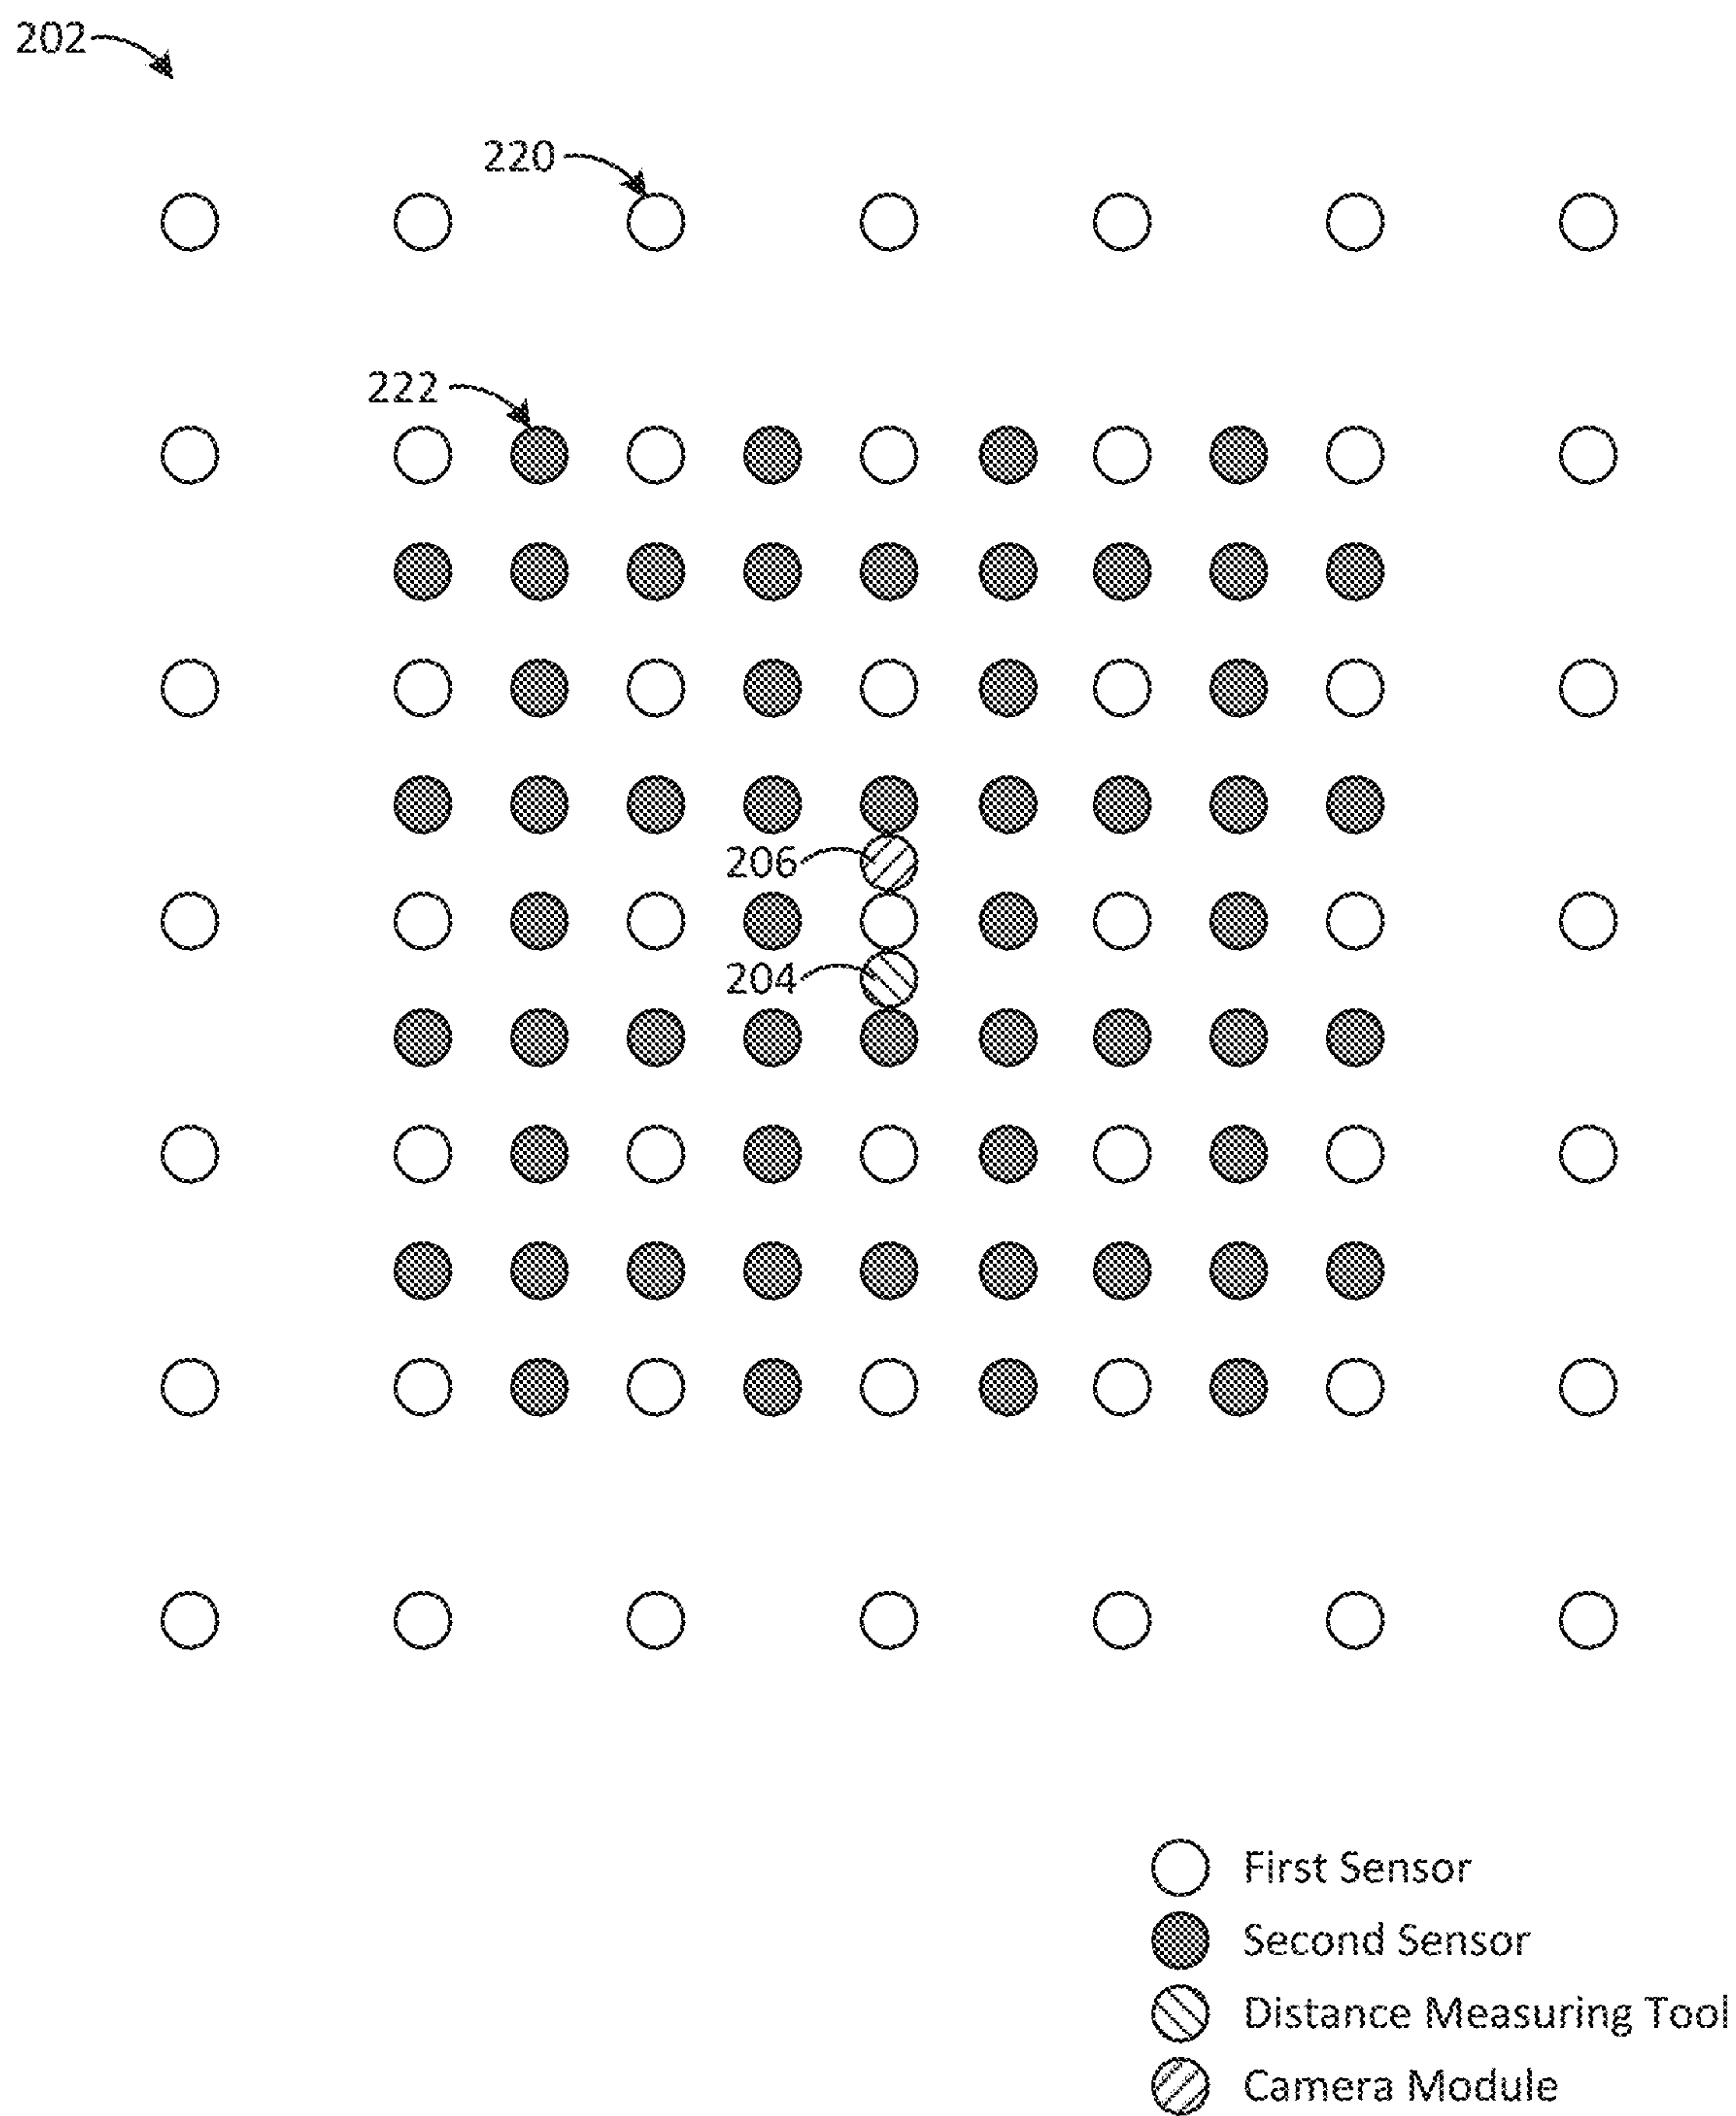 202
220
222
206
204
First Sensor
Second Sensor
Distance Measuring Tool
Camera Module